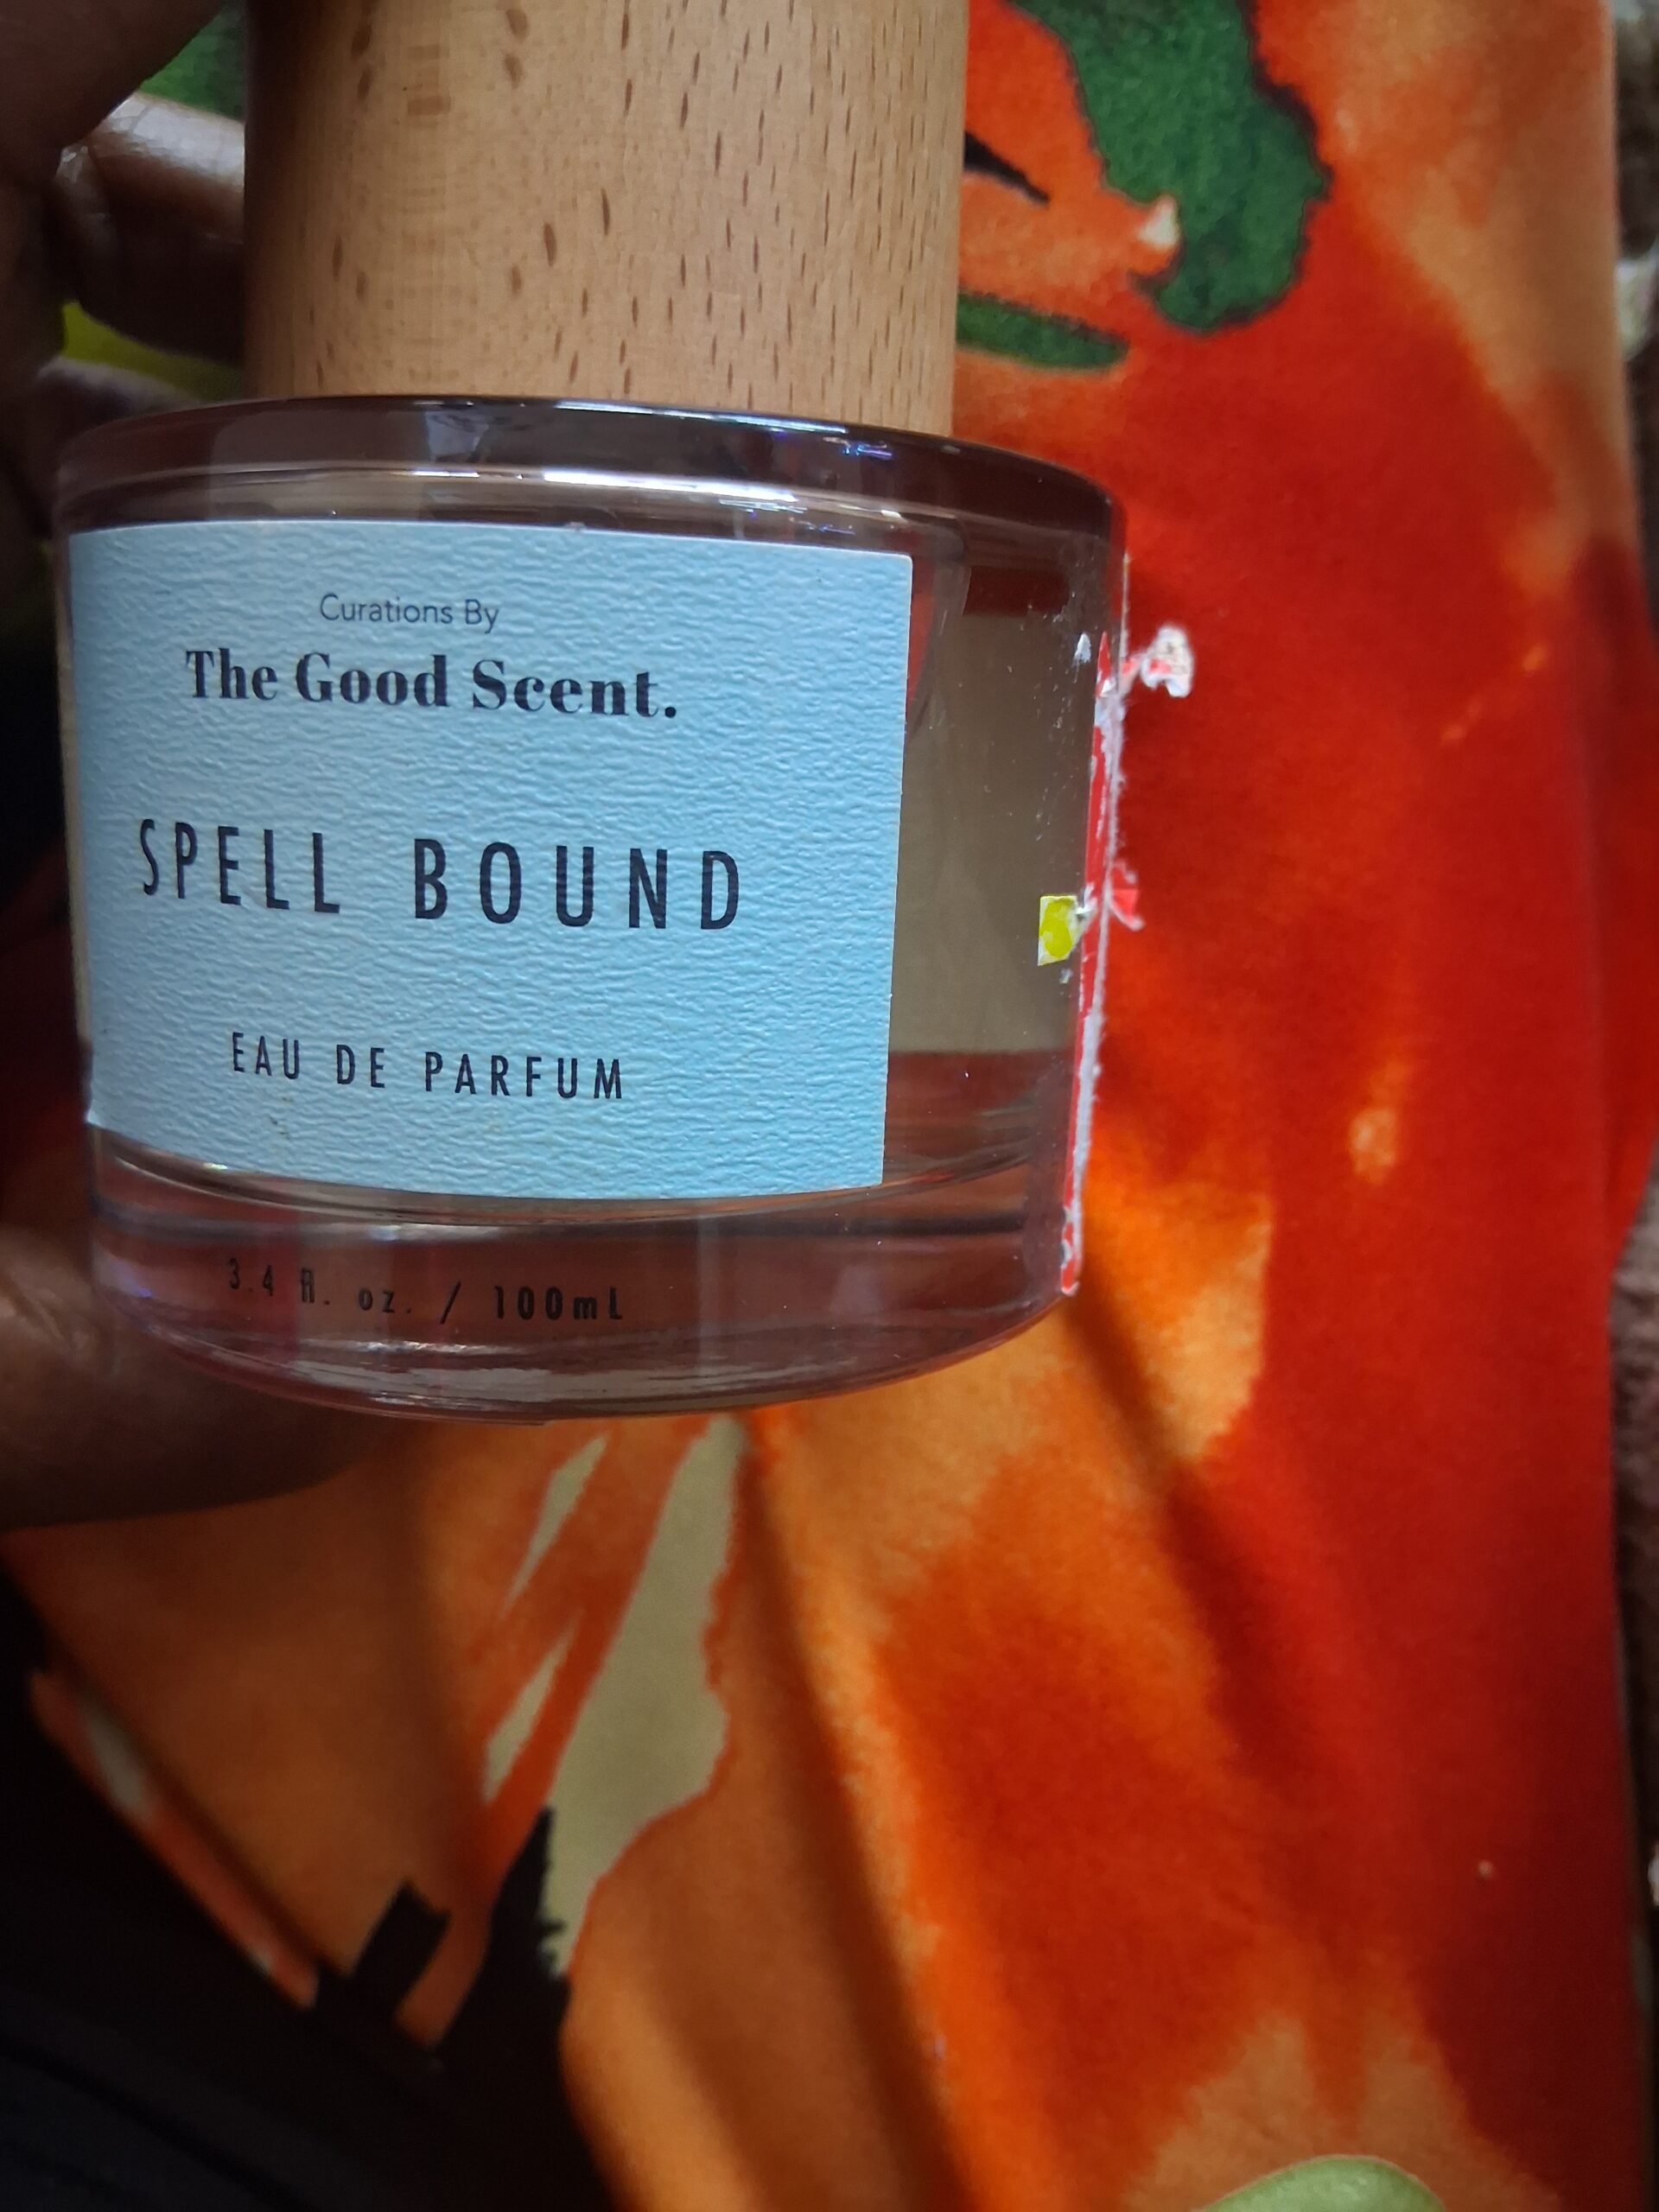 Curations By
The Good Scent.
SPELL BOUND
EAU DE PARFUM
3.4 fl. oz. / 100mL